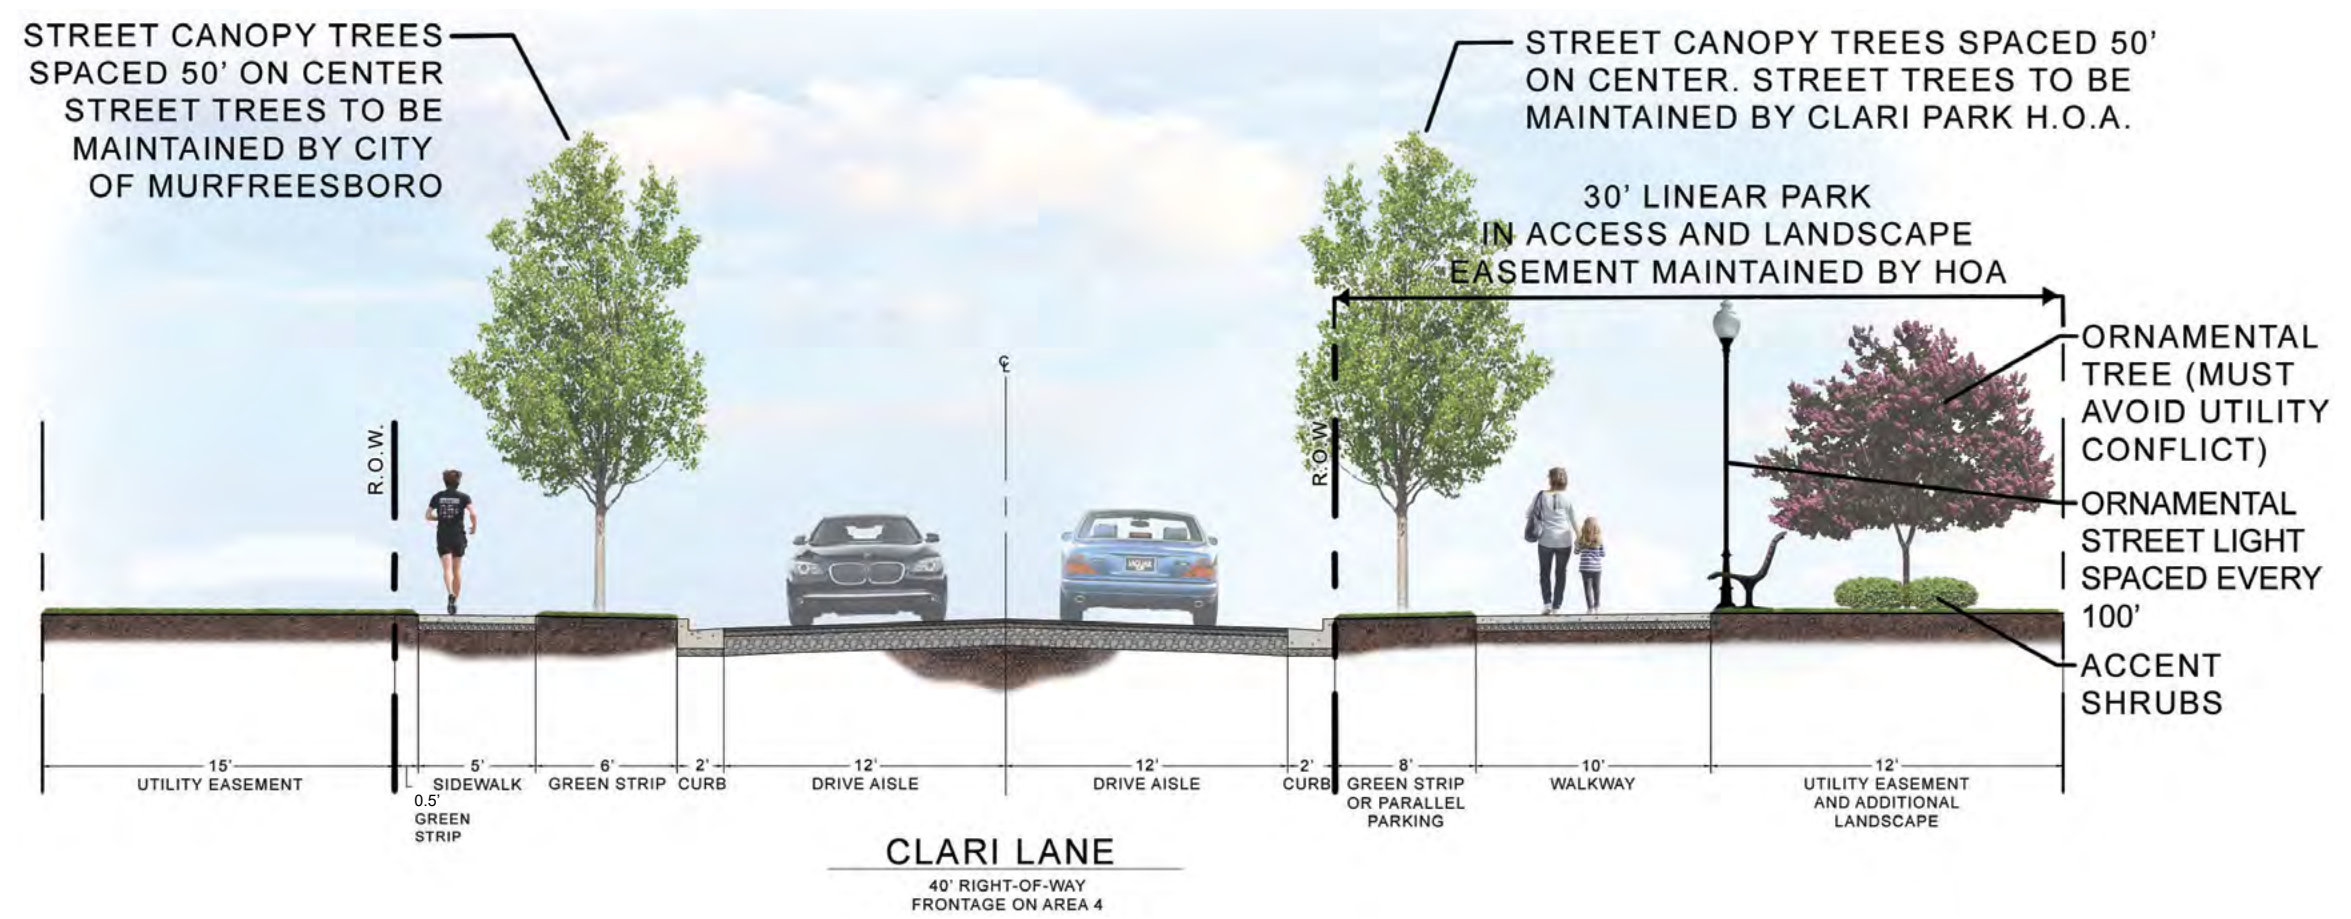 STREET CANOPY TREES
SPACED 50' ON CENTER
STREET TREES TO BE
MAINTAINED BY CITY
OF MURFREESBORO
STREET CANOPY TREES SPACED 50'
ON CENTER. STREET TREES TO BE
MAINTAINED BY CLARI PARK H.O.A.
30' LINEAR PARK
IN ACCESS AND LANDSCAPE
EASEMENT MAINTAINED BY HOA
ORNAMENTAL
TREE (MUST
AVOID UTILITY
CONFLICT)
ORNAMENTAL
STREET LIGHT
SPACED EVERY
100'
ACCENT
SHRUBS
R.O.W.
℄
R.O.W.
JAGUAR
15'
UTILITY EASEMENT
0.5'
GREEN
STRIP
5'
SIDEWALK
6'
GREEN STRIP
2'
CURB
12'
DRIVE AISLE
12'
DRIVE AISLE
2'
CURB
8'
GREEN STRIP
OR PARALLEL
PARKING
10'
WALKWAY
12'
UTILITY EASEMENT
AND ADDITIONAL
LANDSCAPE
CLARI LANE
40' RIGHT-OF-WAY
FRONTAGE ON AREA 4